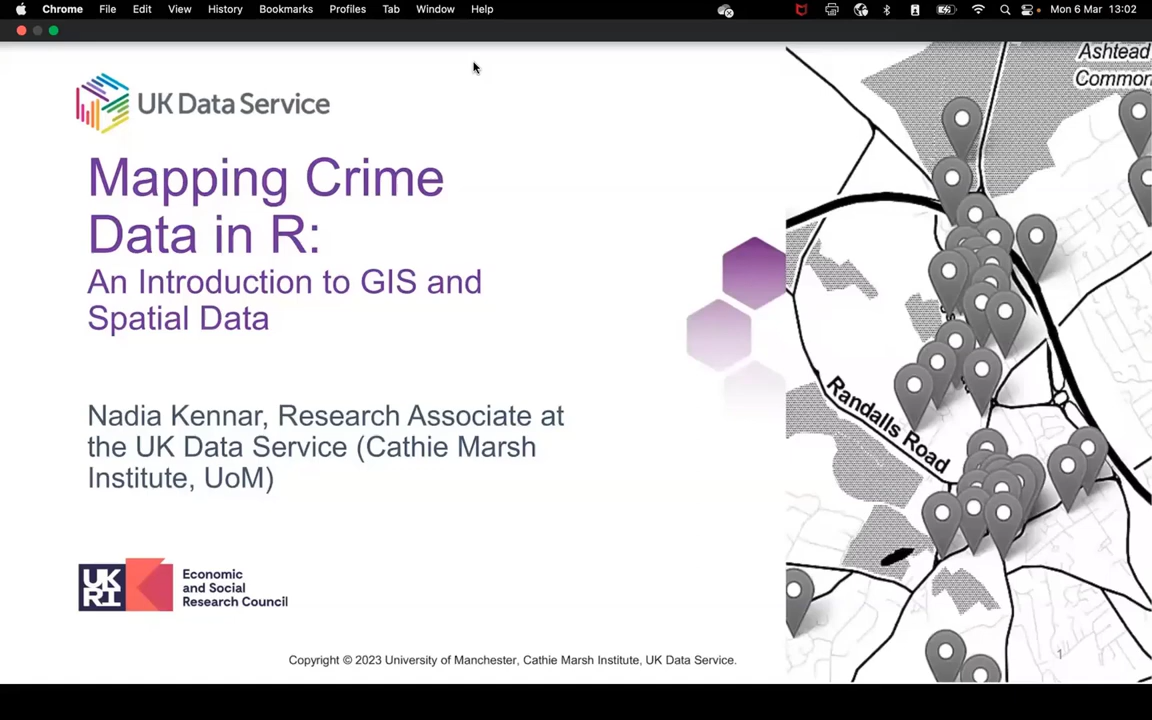 Chrome File Edit View History Bookmarks Profiles Tab Window Help Mon 6 Mar 13:02
UK Data Service
Mapping Crime
Data in R:
An Introduction to GIS and
Spatial Data
Nadia Kennar, Research Associate at
the UK Data Service (Cathie Marsh
Institute, UoM)
UK
RI
Economic
and Social
Research Council
Copyright © 2023 University of Manchester, Cathie Marsh Institute, UK Data Service.
Ashtead
Common
Randalls Road
1